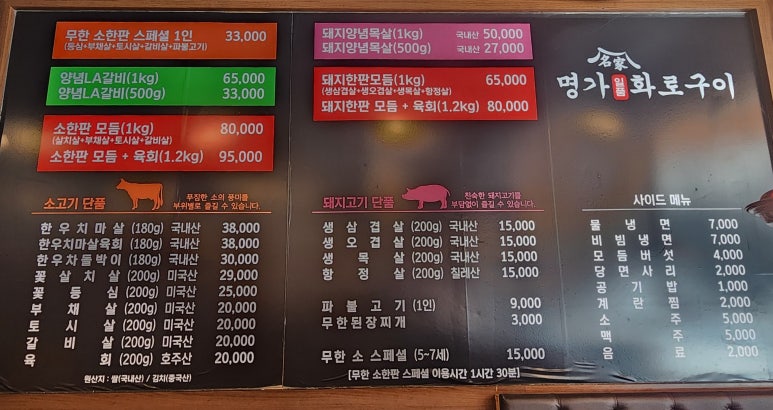 무한 소한판 스페셜 1인 33,000
(등심+부채살+토시살+갈비살+파불고기)
양념LA갈비(1kg) 65,000
양념LA갈비(500g) 33,000
소한판 모듬(1kg) 80,000
(살치살+부채살+토시살+갈비살)
소한판 모듬 + 육회(1.2kg) 95,000
소고기 단품
푸짐한 소의 풍미를
부위별로 즐길 수 있습니다.
한우치마살 (180g) 국내산 38,000
한우치마살육회 (180g) 국내산 38,000
한우차돌박이 (180g) 국내산 30,000
꽃살치살 (200g) 미국산 29,000
꽃등심 (200g) 미국산 25,000
부채살 (200g) 미국산 20,000
토시살 (200g) 미국산 20,000
갈비살 (200g) 미국산 20,000
육회 (200g) 호주산 20,000
원산지 : 쌀(국내산) / 김치(중국산)
돼지양념목살(1kg) 국내산 50,000
돼지양념목살(500g) 국내산 27,000
돼지한판모듬(1kg) 65,000
(생삼겹살+생오겹살+생목살+항정살)
돼지한판모듬 + 육회(1.2kg) 80,000
돼지고기 단품
친숙한 돼지고기를
부담없이 즐길 수 있습니다.
생삼겹살 (200g) 국내산 15,000
생오겹살 (200g) 국내산 15,000
생목살 (200g) 국내산 15,000
항정살 (200g) 칠레산 15,000
파불고기 (1인) 9,000
무한된장찌개 3,000
무한 소 스페셜 (5~7세) 15,000
[무한 소한판 스페셜 이용시간 1시간 30분]
名家
명가 일품 화로구이
사이드 메뉴
물냉면 7,000
비빔냉면 7,000
모듬버섯 4,000
당면사리 2,000
공기밥 1,000
계란찜 2,000
소주 5,000
맥주 5,000
음료 2,000